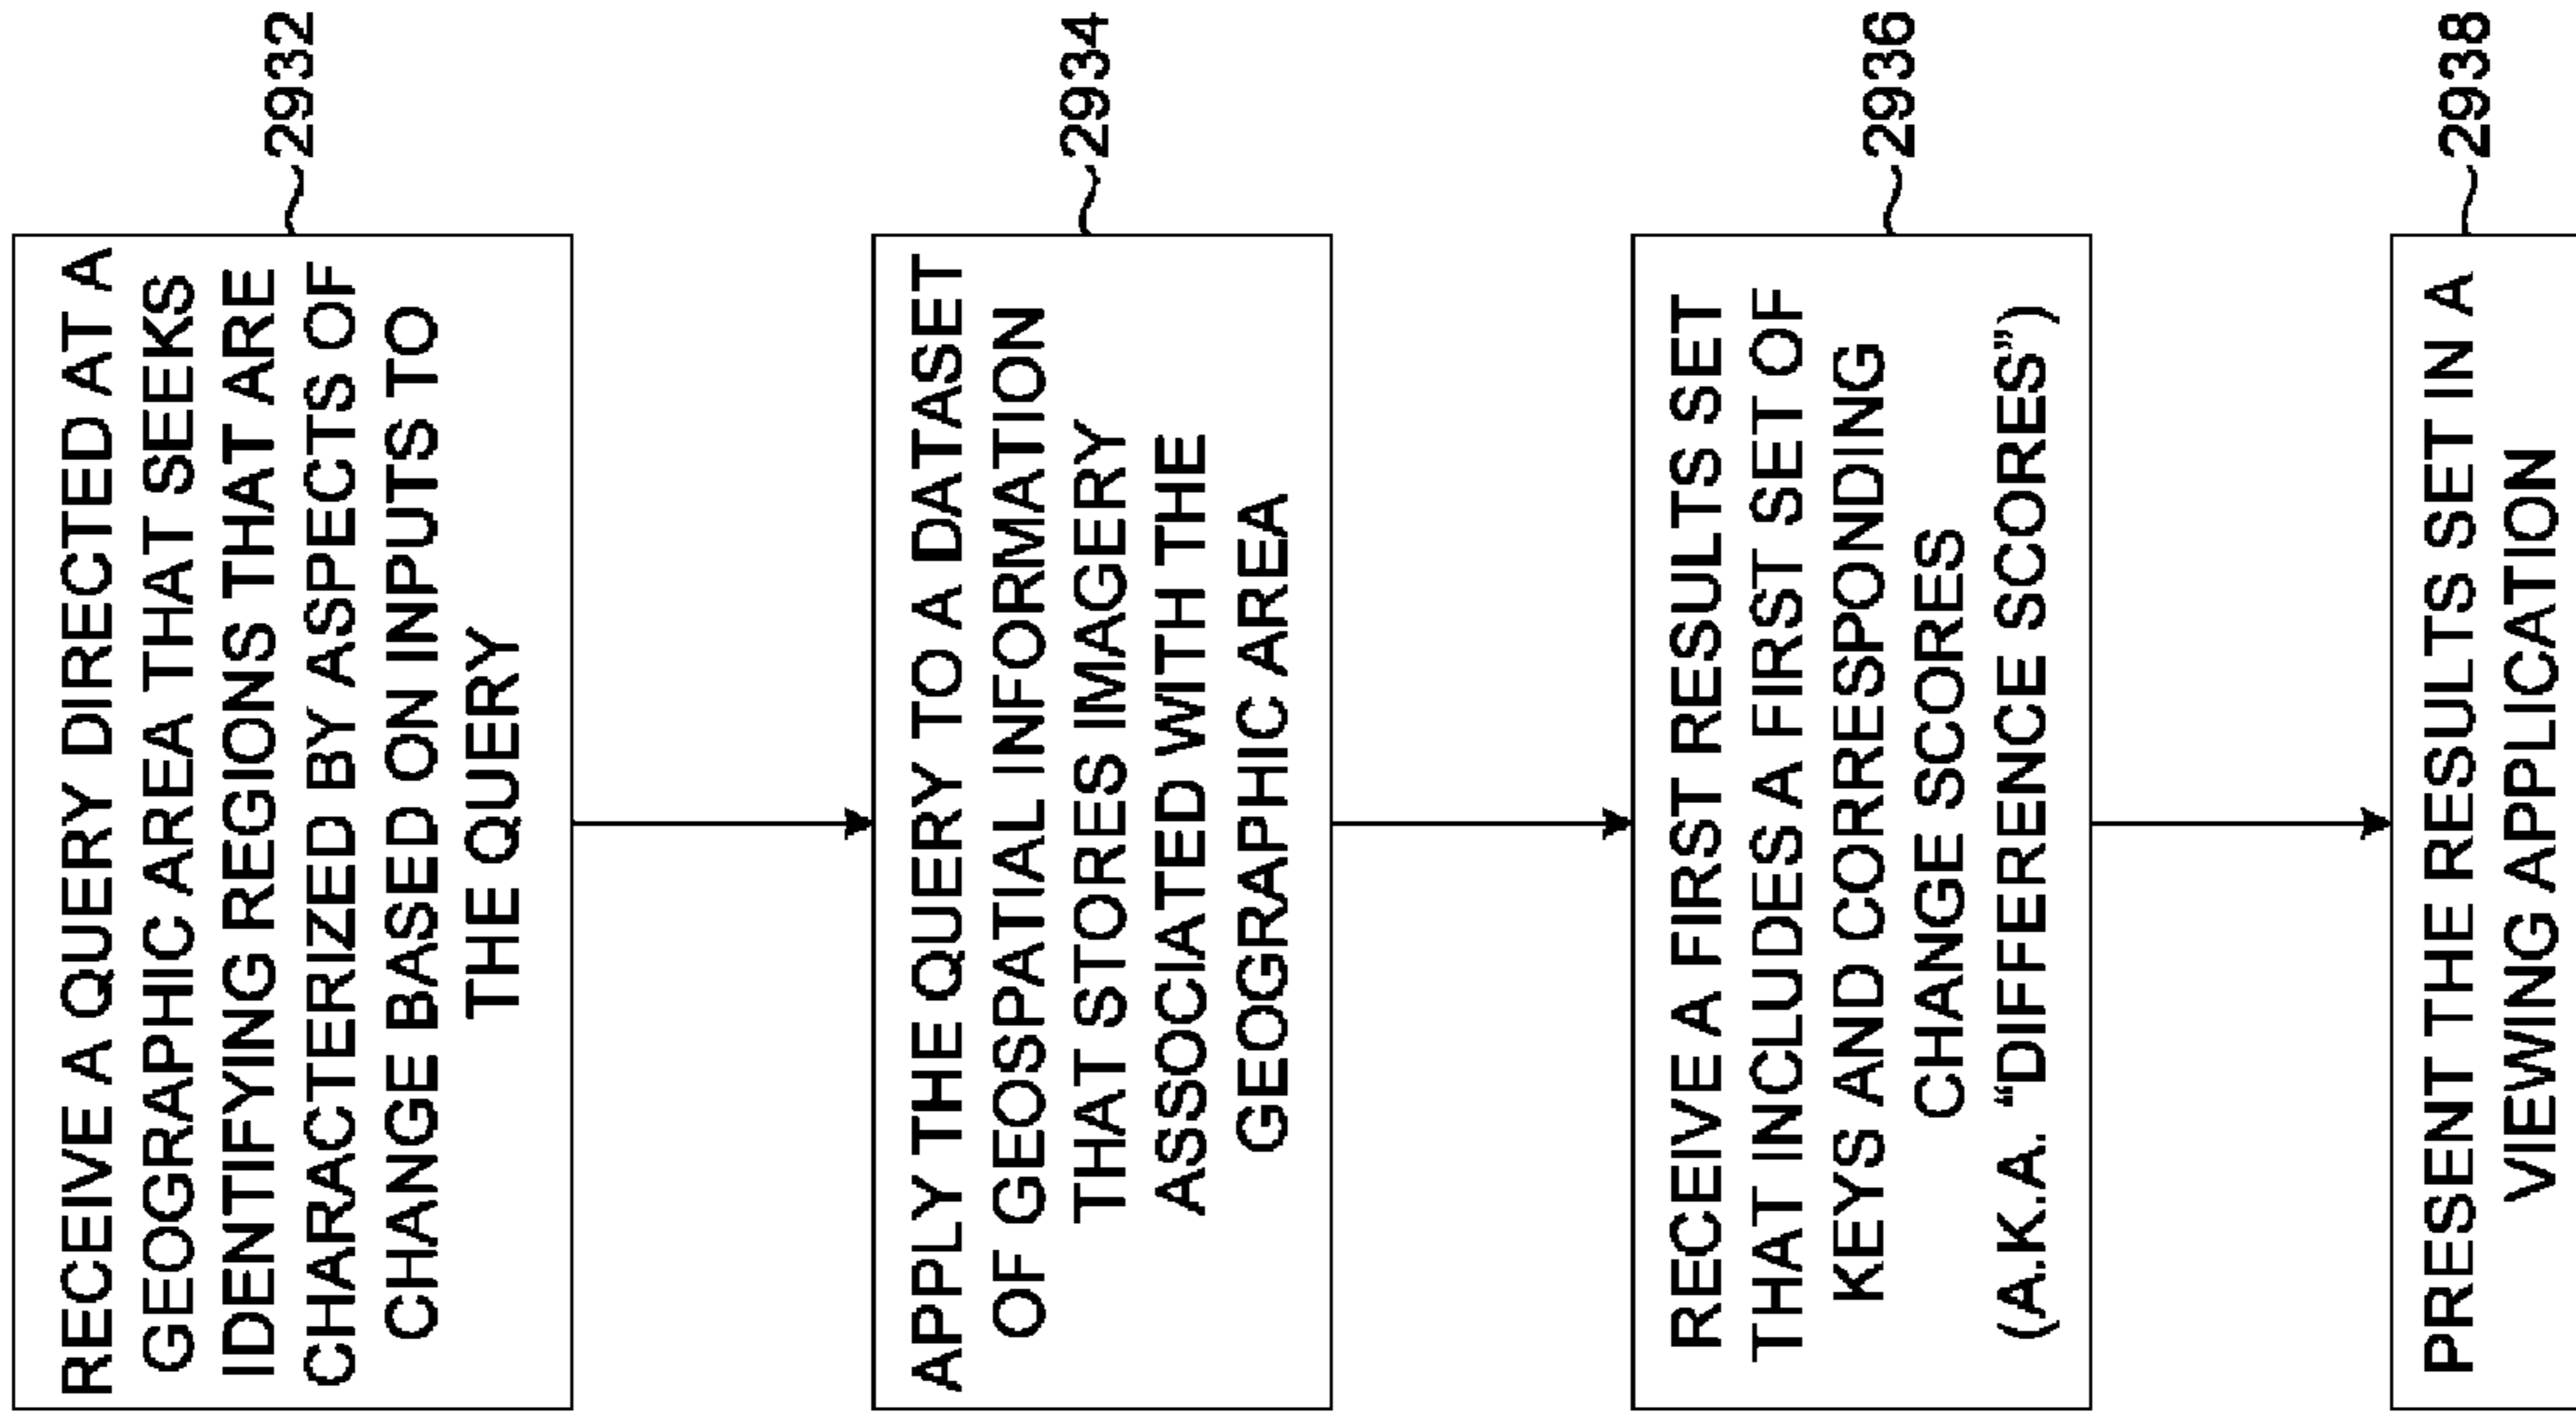 RECEIVE A QUERY DIRECTED AT A
GEOGRAPHIC AREA THAT SEEKS
IDENTIFYING REGIONS THAT ARE
CHARACTERIZED BY ASPECTS OF
CHANGE BASED ON INPUTS TO
THE QUERY
2932
APPLY THE QUERY TO A DATASET
OF GEOSPATIAL INFORMATION
THAT STORES IMAGERY
ASSOCIATED WITH THE
GEOGRAPHIC AREA
2934
RECEIVE A FIRST RESULTS SET
THAT INCLUDES A FIRST SET OF
KEYS AND CORRESPONDING
CHANGE SCORES
(A.K.A. “DIFFERENCE SCORES”)
2936
PRESENT THE RESULTS SET IN A
VIEWING APPLICATION
2938